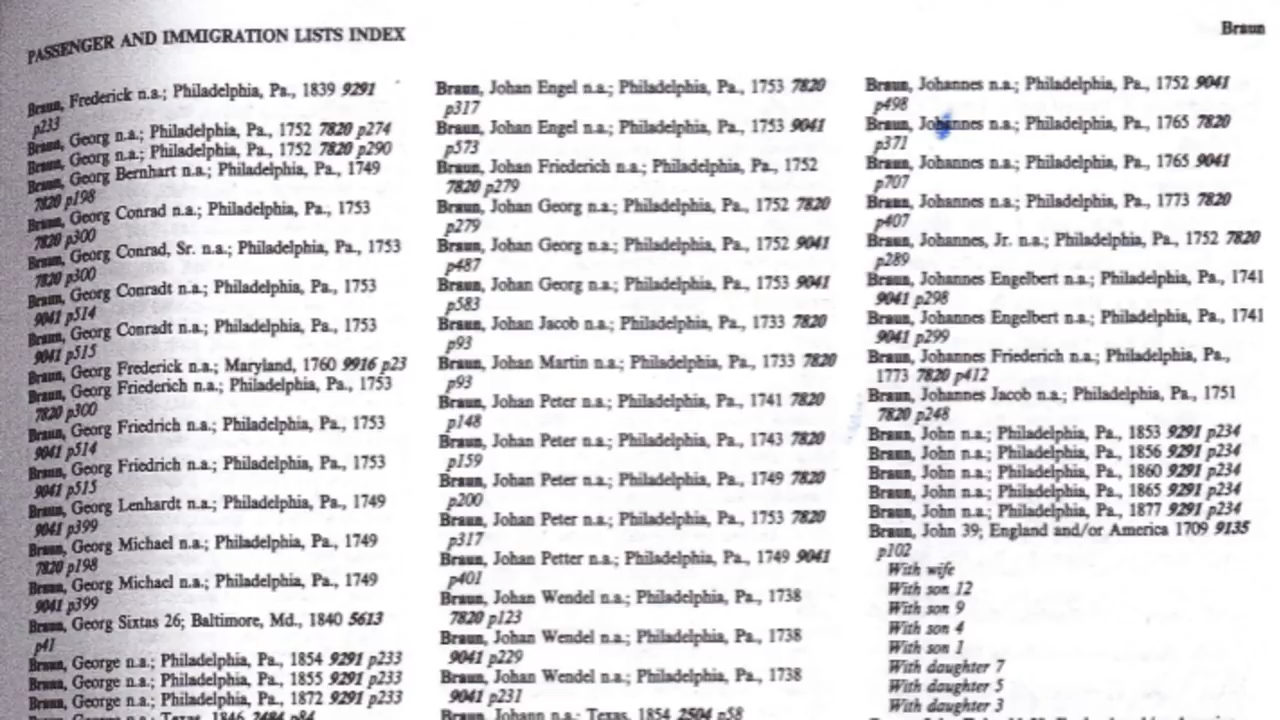 PASSENGER AND IMMIGRATION LISTS INDEX
Braun
Braun, Frederick n.a.; Philadelphia, Pa., 1839 9291
p233
Braun, Georg n.a.; Philadelphia, Pa., 1752 7820 p274
Braun, Georg n.a.; Philadelphia, Pa., 1752 7820 p290
Braun, Georg Bernhart n.a.; Philadelphia, Pa., 1749
7820 p198
Braun, Georg Conrad n.a.; Philadelphia, Pa., 1753
7820 p300
Braun, Georg Conrad, Sr. n.a.; Philadelphia, Pa., 1753
7820 p300
Braun, Georg Conradt n.a.; Philadelphia, Pa., 1753
9041 p514
Braun, Georg Conradt n.a.; Philadelphia, Pa., 1753
9041 p515
Braun, Georg Frederick n.a.; Maryland, 1760 9916 p23
Braun, Georg Friederich n.a.; Philadelphia, Pa., 1753
7820 p300
Braun, Georg Friedrich n.a.; Philadelphia, Pa., 1753
9041 p514
Braun, Georg Friedrich n.a.; Philadelphia, Pa., 1753
9041 p515
Braun, Georg Lenhardt n.a.; Philadelphia, Pa., 1749
9041 p399
Braun, Georg Michael n.a.; Philadelphia, Pa., 1749
7820 p198
Braun, Georg Michael n.a.; Philadelphia, Pa., 1749
9041 p399
Braun, Georg Sixtas 26; Baltimore, Md., 1840 5613
p41
Braun, George n.a.; Philadelphia, Pa., 1854 9291 p233
Braun, George n.a.; Philadelphia, Pa., 1855 9291 p233
Braun, George n.a.; Philadelphia, Pa., 1872 9291 p233
Braun, George n.a.; Texas, 1846 2484 p84
Braun, Johan Engel n.a.; Philadelphia, Pa., 1753 7820
p317
Braun, Johan Engel n.a.; Philadelphia, Pa., 1753 9041
p573
Braun, Johan Friederich n.a.; Philadelphia, Pa., 1752
7820 p279
Braun, Johan Georg n.a.; Philadelphia, Pa., 1752 7820
p279
Braun, Johan Georg n.a.; Philadelphia, Pa., 1752 9041
p487
Braun, Johan Georg n.a.; Philadelphia, Pa., 1753 9041
p583
Braun, Johan Jacob n.a.; Philadelphia, Pa., 1733 7820
p93
Braun, Johan Martin n.a.; Philadelphia, Pa., 1733 7820
p93
Braun, Johan Peter n.a.; Philadelphia, Pa., 1741 7820
p148
Braun, Johan Peter n.a.; Philadelphia, Pa., 1743 7820
p159
Braun, Johan Peter n.a.; Philadelphia, Pa., 1749 7820
p200
Braun, Johan Peter n.a.; Philadelphia, Pa., 1753 7820
p317
Braun, Johan Petter n.a.; Philadelphia, Pa., 1749 9041
p401
Braun, Johan Wendel n.a.; Philadelphia, Pa., 1738
7820 p123
Braun, Johan Wendel n.a.; Philadelphia, Pa., 1738
9041 p229
Braun, Johan Wendel n.a.; Philadelphia, Pa., 1738
9041 p231
Braun, Johann n.a.; Texas, 1854 2504 p58
Braun, Johannes n.a.; Philadelphia, Pa., 1752 9041
p498
Braun, Johannes n.a.; Philadelphia, Pa., 1765 7820
p371
Braun, Johannes n.a.; Philadelphia, Pa., 1765 9041
p707
Braun, Johannes n.a.; Philadelphia, Pa., 1773 7820
p407
Braun, Johannes, Jr. n.a.; Philadelphia, Pa., 1752 7820
p289
Braun, Johannes Engelbert n.a.; Philadelphia, Pa., 1741
9041 p298
Braun, Johannes Engelbert n.a.; Philadelphia, Pa., 1741
9041 p299
Braun, Johannes Friederich n.a.; Philadelphia, Pa.,
1773 7820 p412
Braun, Johannes Jacob n.a.; Philadelphia, Pa., 1751
7820 p248
Braun, John n.a.; Philadelphia, Pa., 1853 9291 p234
Braun, John n.a.; Philadelphia, Pa., 1856 9291 p234
Braun, John n.a.; Philadelphia, Pa., 1860 9291 p234
Braun, John n.a.; Philadelphia, Pa., 1865 9291 p234
Braun, John n.a.; Philadelphia, Pa., 1877 9291 p234
Braun, John 39; England and/or America 1709 9135
p102
With wife
With son 12
With son 9
With son 4
With son 1
With daughter 7
With daughter 5
With daughter 3